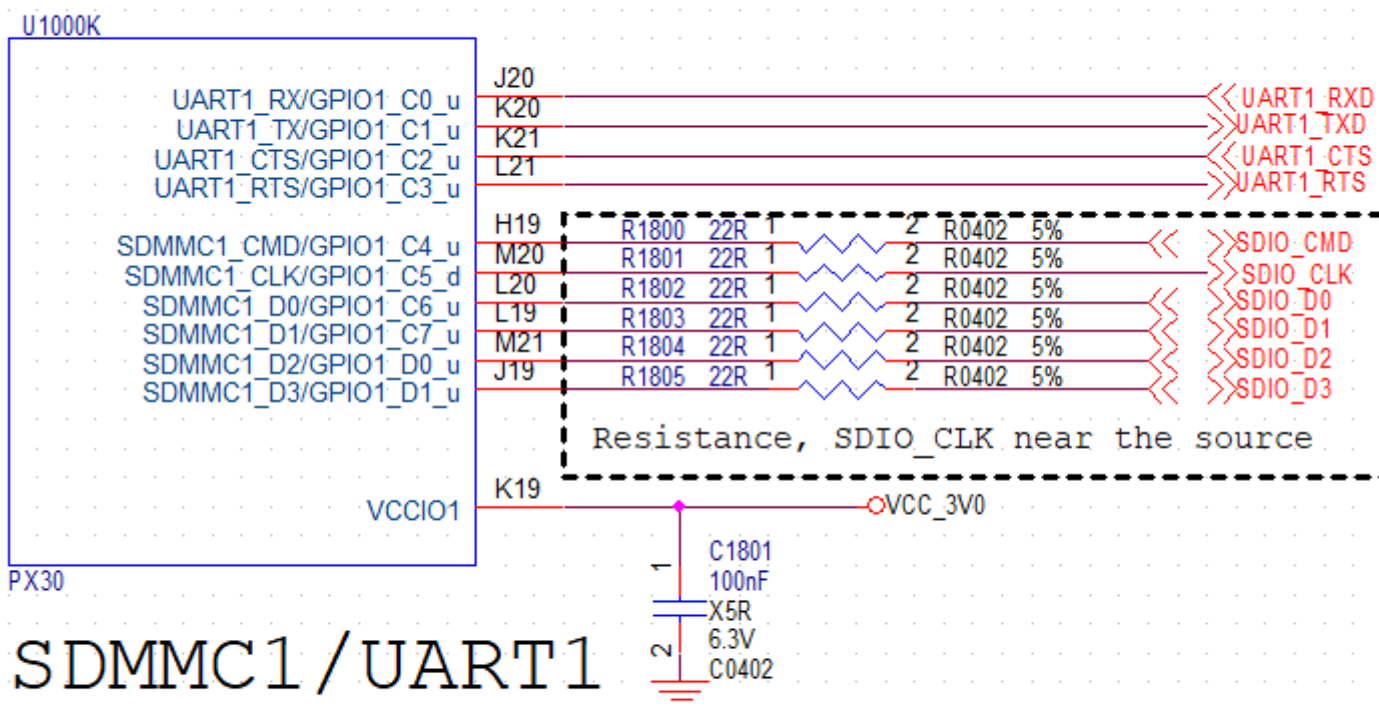 U1000K
J20
UART1_RX/GPIO1_C0_u UART1_RXD
K20
UART1_TX/GPIO1_C1_u UART1_TXD
K21
UART1_CTS/GPIO1_C2_u UART1_CTS
L21
UART1_RTS/GPIO1_C3_u UART1_RTS
H19 R1800 22R 1 2 R0402 5%
SDMMC1_CMD/GPIO1_C4_u SDIO_CMD
M20 R1801 22R 1 2 R0402 5%
SDMMC1_CLK/GPIO1_C5_d SDIO_CLK
L20 R1802 22R 1 2 R0402 5%
SDMMC1_D0/GPIO1_C6_u SDIO_D0
L19 R1803 22R 1 2 R0402 5%
SDMMC1_D1/GPIO1_C7_u SDIO_D1
M21 R1804 22R 1 2 R0402 5%
SDMMC1_D2/GPIO1_D0_u SDIO_D2
J19 R1805 22R 1 2 R0402 5%
SDMMC1_D3/GPIO1_D1_u SDIO_D3
Resistance, SDIO_CLK near the source
K19
VCCIO1 VCC_3V0
C1801
1
100nF
PX30
X5R
6.3V
2
C0402
SDMMC1/UART1